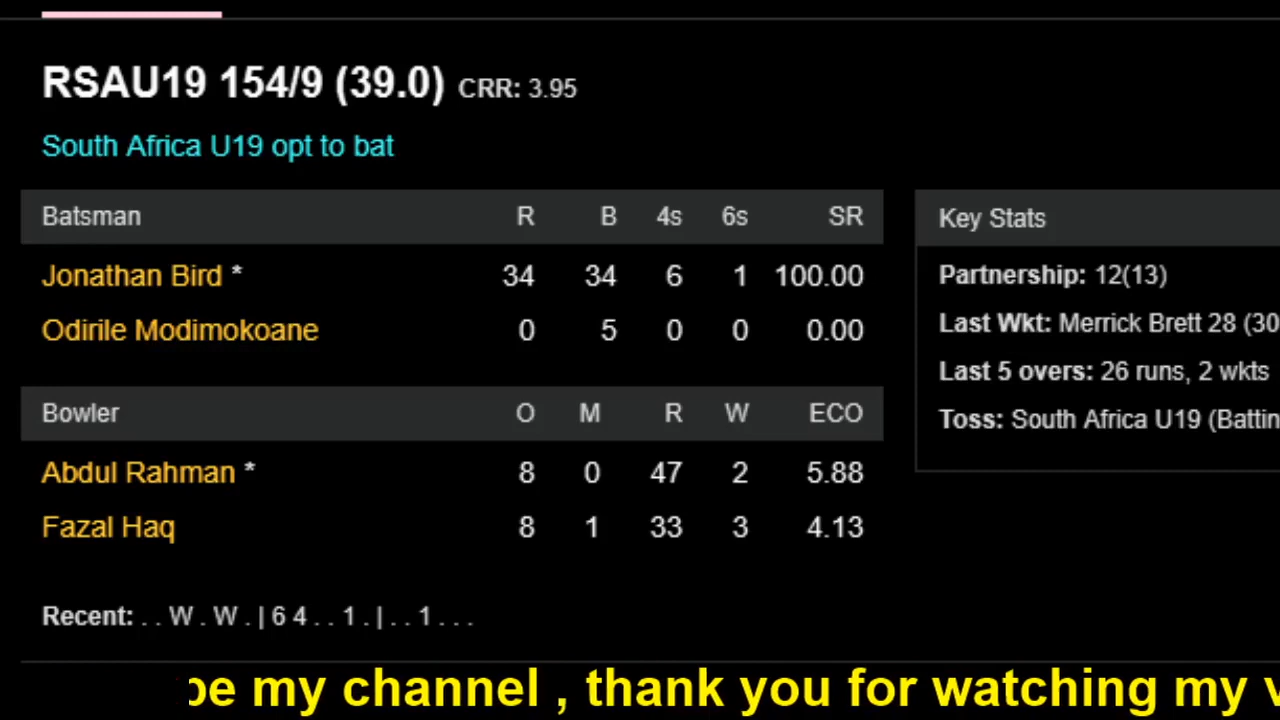 RSAU19 154/9 (39.0) CRR: 3.95
South Africa U19 opt to bat
Batsman R B 4s 6s SR
Jonathan Bird * 34 34 6 1 100.00
Odirile Modimokoane 0 5 0 0 0.00
Bowler O M R W ECO
Abdul Rahman * 8 0 47 2 5.88
Fazal Haq 8 1 33 3 4.13
Recent: . . W . W . | 6 4 . . 1 . | . . 1 . . .
Key Stats
Partnership: 12(13)
Last Wkt: Merrick Brett 28 (30
Last 5 overs: 26 runs, 2 wkts
Toss: South Africa U19 (Battin
be my channel , thank you for watching my v